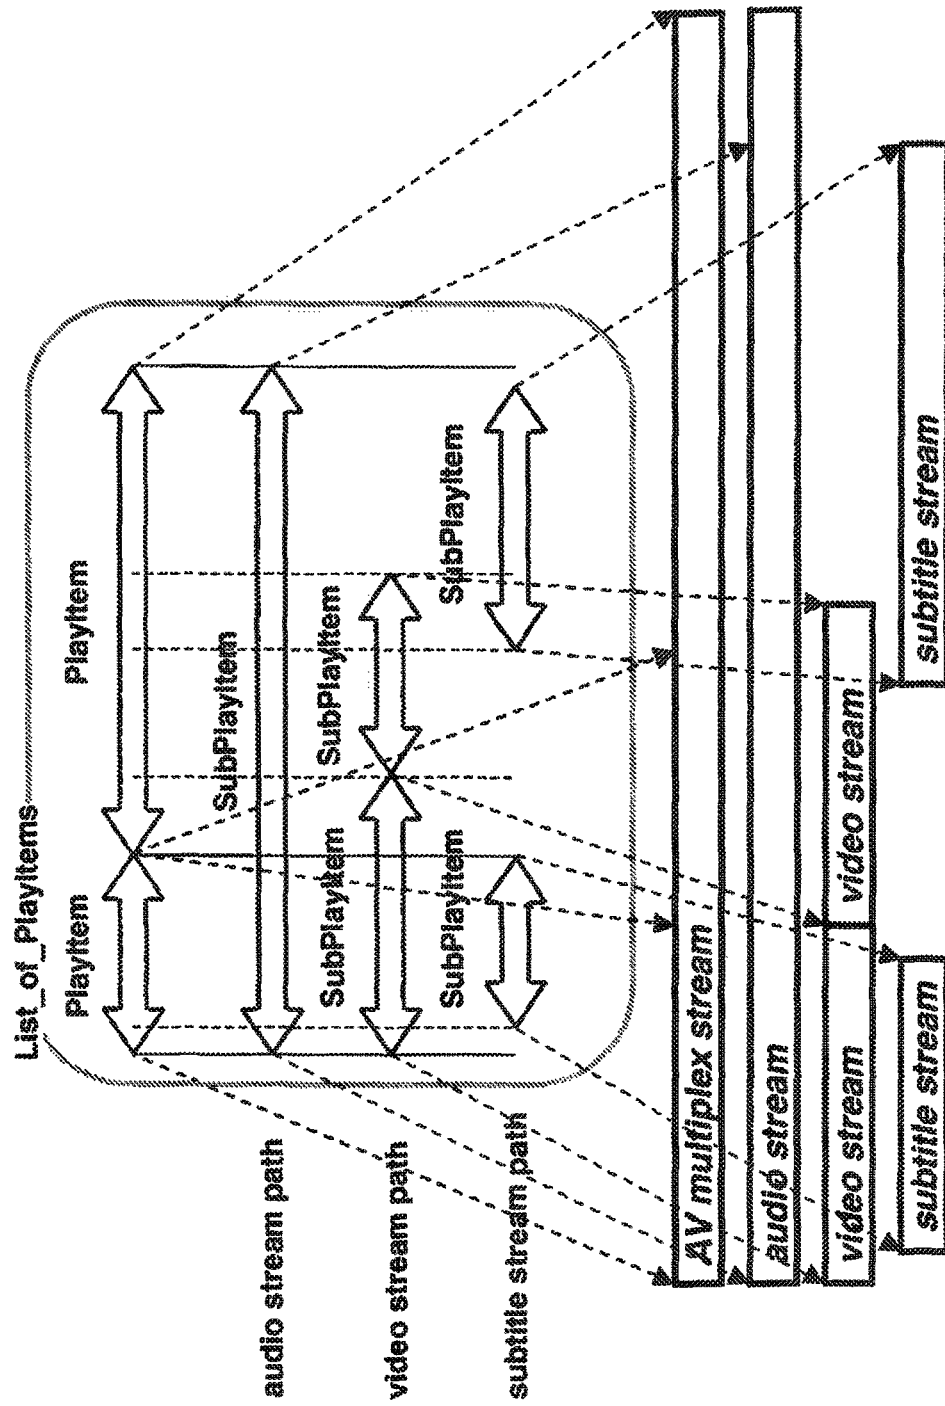 List_of_PlayItems
PlayItem
PlayItem
audio stream path
SubPlayItem
video stream path
SubPlayItem
SubPlayItem
subtitle stream path
SubPlayItem
SubPlayItem
AV multiplex stream
audio stream
video stream
video stream
subtitle stream
subtitle stream